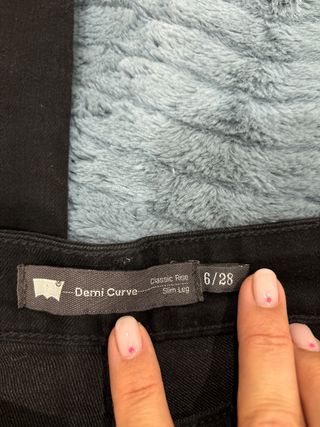 Demi Curve
Classic Rise
Slim Leg
6/28